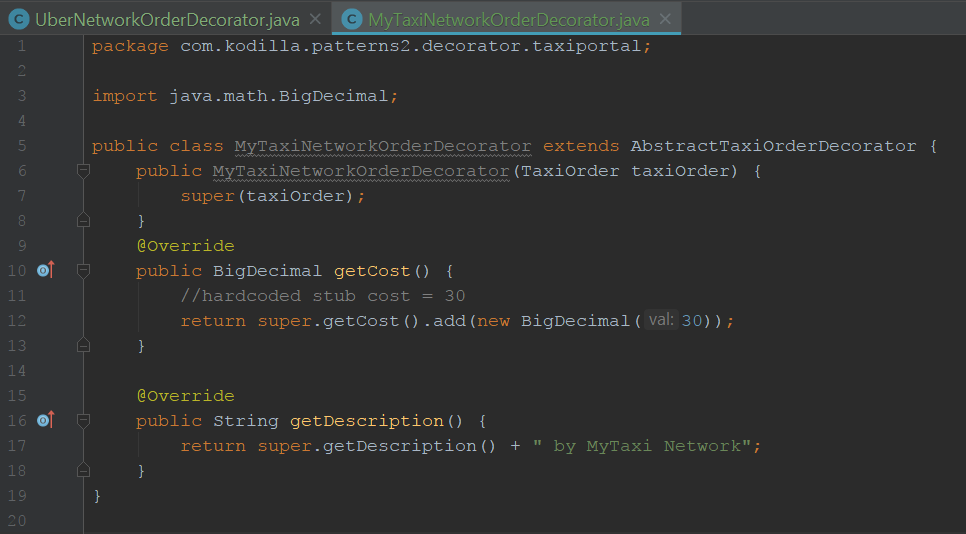 UberNetworkOrderDecorator.java MyTaxiNetworkOrderDecorator.java
1 package com.kodilla.patterns2.decorator.taxiportal;
2
3 import java.math.BigDecimal;
4
5 public class MyTaxiNetworkOrderDecorator extends AbstractTaxiOrderDecorator {
6     public MyTaxiNetworkOrderDecorator(TaxiOrder taxiOrder) {
7         super(taxiOrder);
8     }
9     @Override
10     public BigDecimal getCost() {
11         //hardcoded stub cost = 30
12         return super.getCost().add(new BigDecimal( val: 30));
13     }
14
15     @Override
16     public String getDescription() {
17         return super.getDescription() + " by MyTaxi Network";
18     }
19 }
20